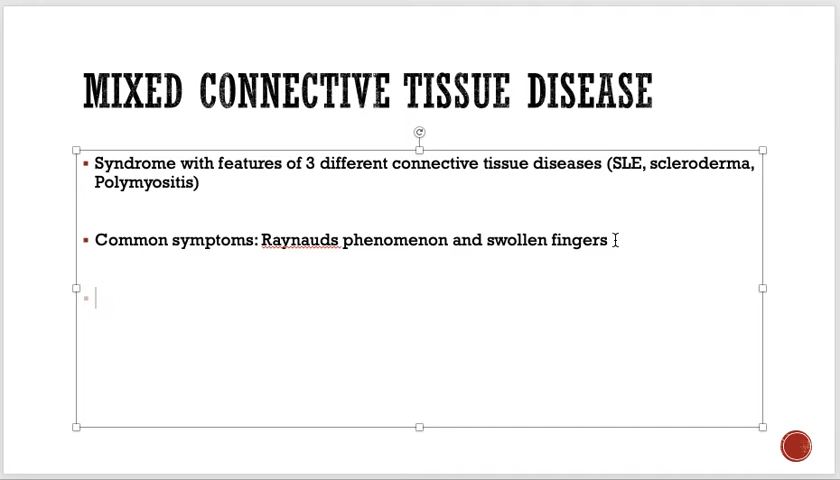 MIXED CONNECTIVE TISSUE DISEASE
Syndrome with features of 3 different connective tissue diseases (SLE, scleroderma,
Polymyositis)
Common symptoms: Raynauds phenomenon and swollen fingers